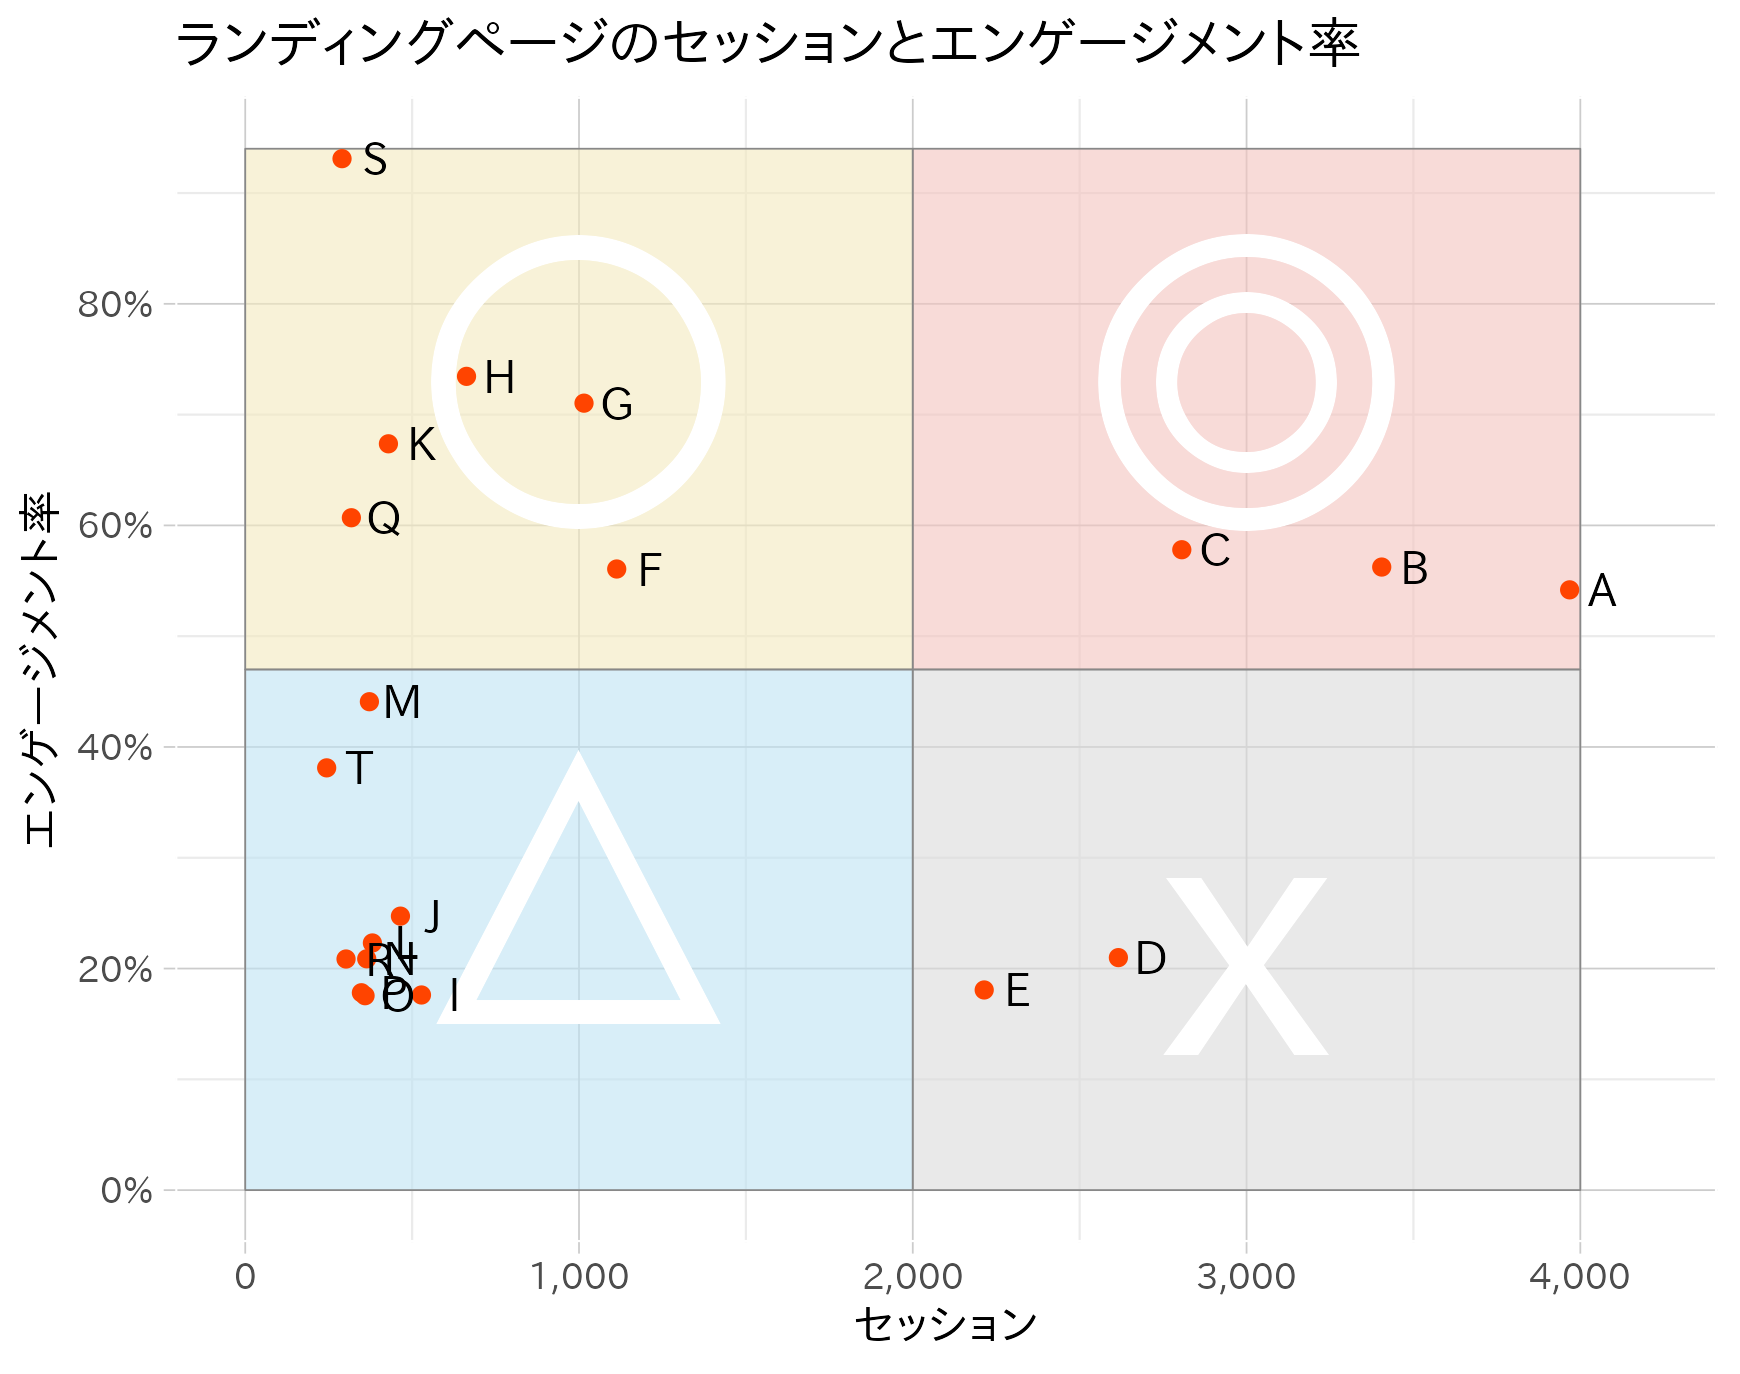 ランディングページのセッションとエンゲージメント率
エンゲージメント率
80%
60%
40%
20%
0%
S
H
G
K
Q
F
C
B
A
M
T
J
L
R
N
P
O
I
D
E
X
0
1,000
2,000
3,000
4,000
セッション